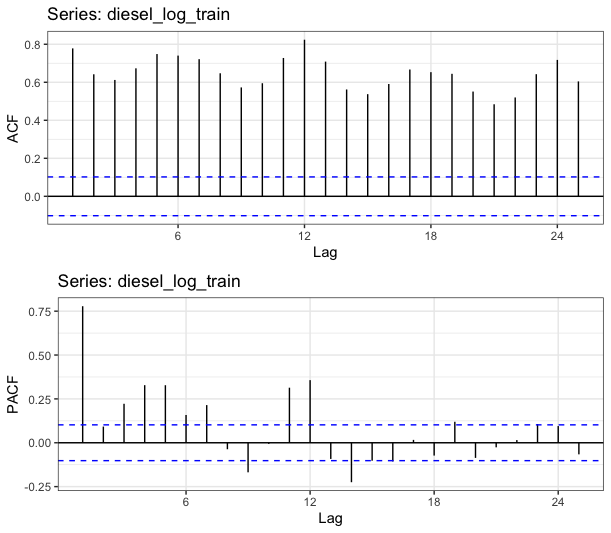 Series: diesel_log_train
0.8
0.6
0.4
0.2
0.0
ACF
6 12 18 24
Lag
Series: diesel_log_train
0.75
0.50
0.25
0.00
-0.25
PACF
6 12 18 24
Lag